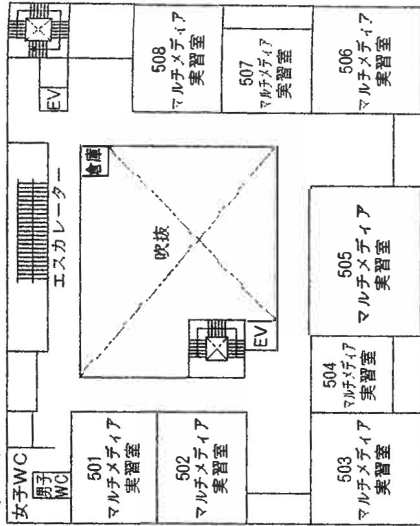 女子WC
男子
WC
501
マルチメディア
実習室
502
マルチメディア
実習室
503
マルチメディア
実習室
504
マルチメディア
実習室
505
マルチメディア
実習室
506
マルチメディア
実習室
507
マルチメディア
実習室
508
マルチメディア
実習室
エスカレーター
EV
倉庫
吹抜
EV